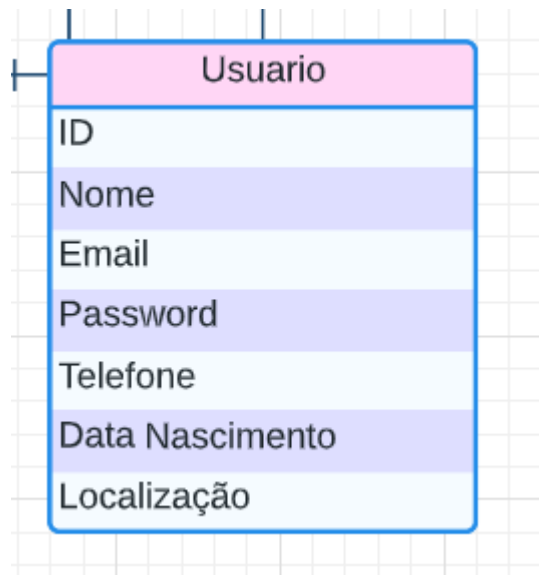 Usuario
ID
Nome
Email
Password
Telefone
Data Nascimento
Localização